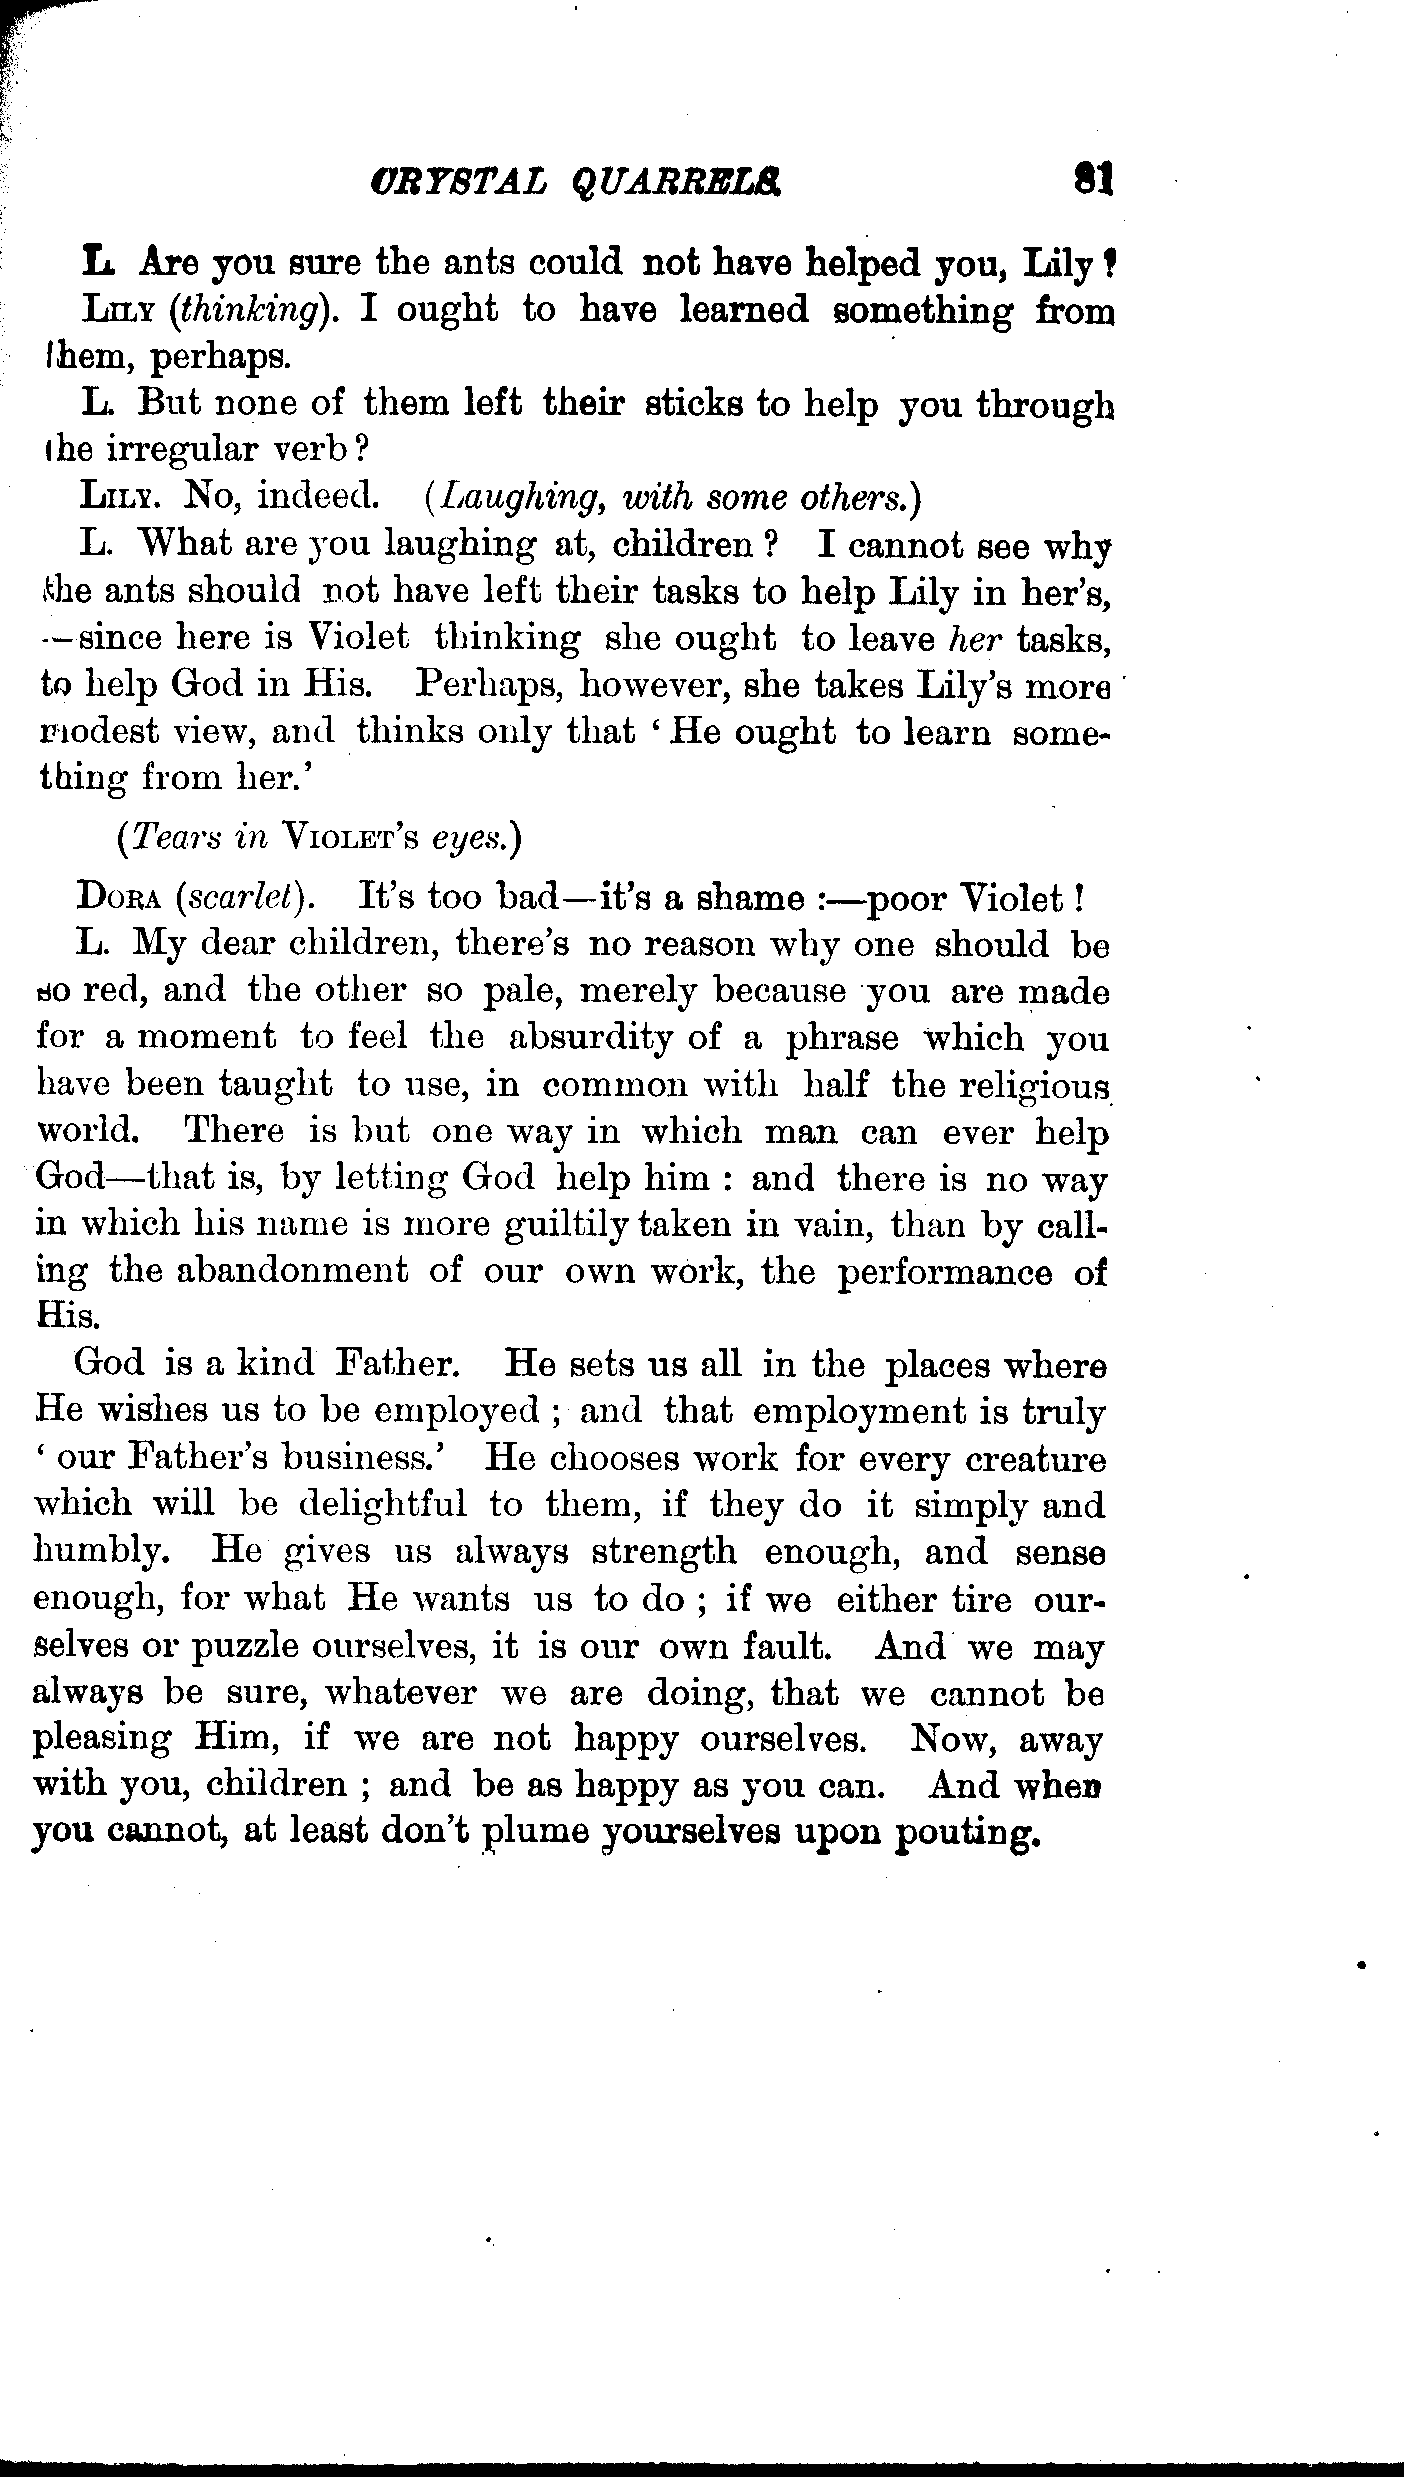 CRYSTAL QUARRELS. 81
L. Are you sure the ants could not have helped you, Lily?
LILY (thinking). I ought to have learned something from
them, perhaps.
L. But none of them left their sticks to help you through
the irregular verb?
LILY. No, indeed. (Laughing, with some others.)
L. What are you laughing at, children? I cannot see why
the ants should not have left their tasks to help Lily in her's,
—since here is Violet thinking she ought to leave her tasks,
to help God in His. Perhaps, however, she takes Lily's more
modest view, and thinks only that ‘He ought to learn some-
thing from her.’
(Tears in VIOLET'S eyes.)
DORA (scarlet). It's too bad—it's a shame:—poor Violet!
L. My dear children, there's no reason why one should be
so red, and the other so pale, merely because you are made
for a moment to feel the absurdity of a phrase which you
have been taught to use, in common with half the religious
world. There is but one way in which man can ever help
God—that is, by letting God help him: and there is no way
in which his name is more guiltily taken in vain, than by call-
ing the abandonment of our own work, the performance of
His.
God is a kind Father. He sets us all in the places where
He wishes us to be employed; and that employment is truly
‘our Father's business.’ He chooses work for every creature
which will be delightful to them, if they do it simply and
humbly. He gives us always strength enough, and sense
enough, for what He wants us to do; if we either tire our-
selves or puzzle ourselves, it is our own fault. And we may
always be sure, whatever we are doing, that we cannot be
pleasing Him, if we are not happy ourselves. Now, away
with you, children; and be as happy as you can. And when
you cannot, at least don't plume yourselves upon pouting.